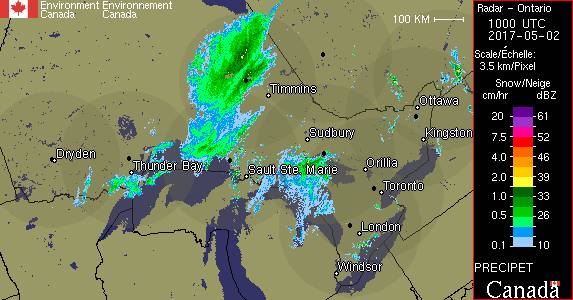 Environment Environnement
Canada Canada
100 KM
Radar - Ontario
1000 UTC
2017-05-02
Scale/Échelle:
3.5 km/Pixel
Snow/Neige
cm/hr dBZ
20 61
7.5 57
5.5 52
4.0 46
2.0 39
1.0 33
0.5 26
0.1 10
PRECIPET
Canada
Timmins
Ottawa
Sudbury
Kingston
Dryden
Thunder Bay
Sault Ste. Marie
Orillia
Toronto
London
Windsor